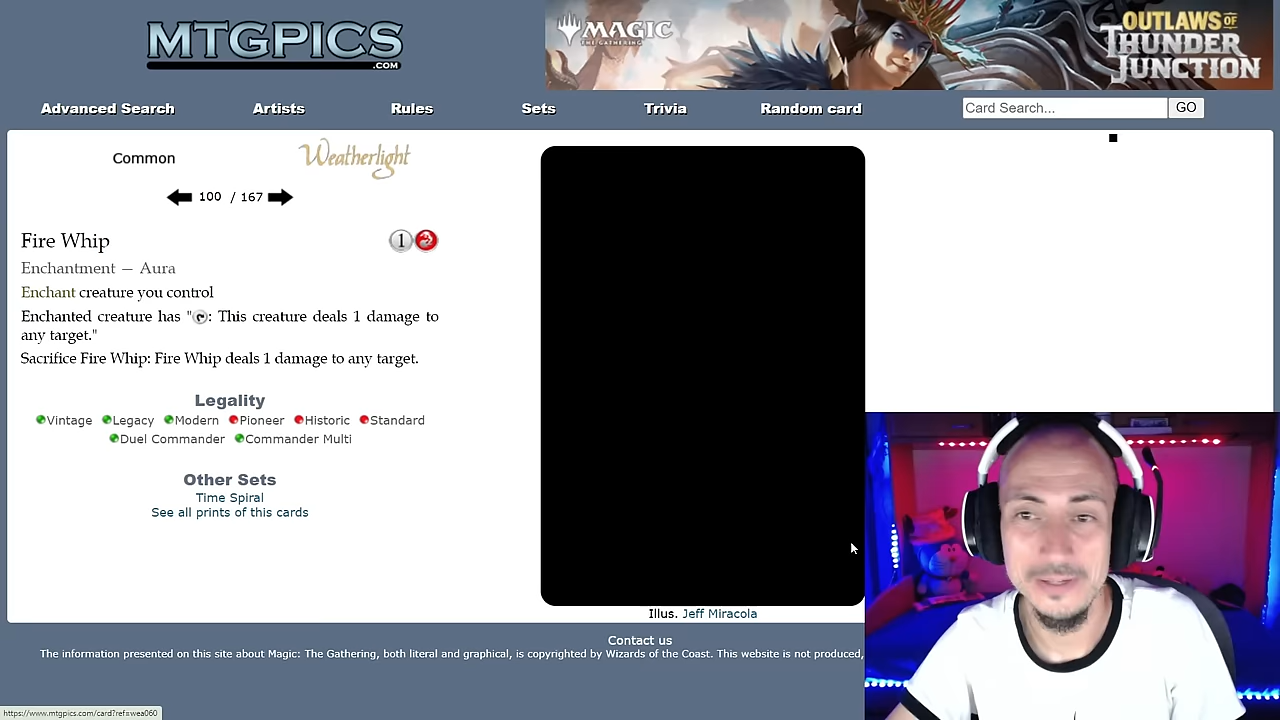 MTGPICS
.COM
MAGIC
THE GATHERING
OUTLAWS OF
THUNDER
JUNCTION
Advanced Search
Artists
Rules
Sets
Trivia
Random card
Card Search...
GO
Common
Weatherlight
100 / 167
Fire Whip
1
Enchantment — Aura
Enchant creature you control
Enchanted creature has " : This creature deals 1 damage to
any target."
Sacrifice Fire Whip: Fire Whip deals 1 damage to any target.
Legality
Vintage Legacy Modern Pioneer Historic Standard
Duel Commander Commander Multi
Other Sets
Time Spiral
See all prints of this cards
Illus. Jeff Miracola
Contact us
The information presented on this site about Magic: The Gathering, both literal and graphical, is copyrighted by Wizards of the Coast. This website is not produced,
https://www.mtgpics.com/card?ref=wea060